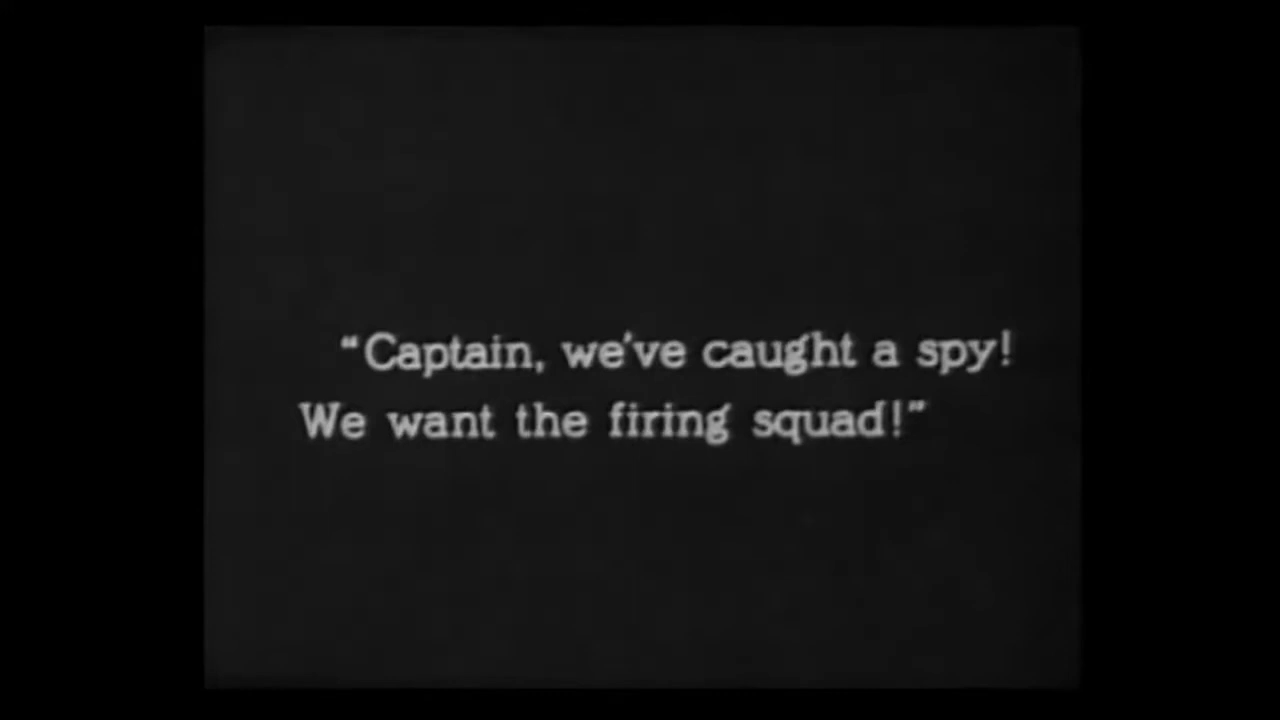 “Captain, we've caught a spy!
We want the firing squad!”